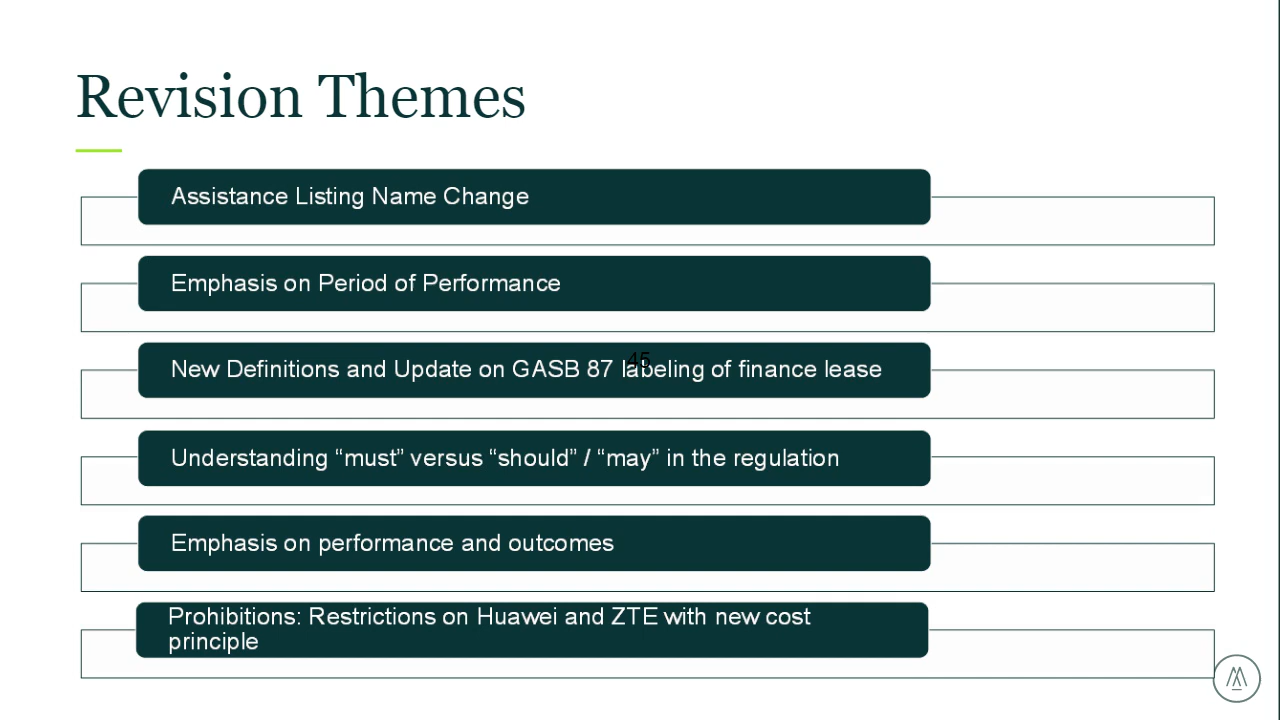 Revision Themes
Assistance Listing Name Change
Emphasis on Period of Performance
45
New Definitions and Update on GASB 87 labeling of finance lease
Understanding “must” versus “should” / “may” in the regulation
Emphasis on performance and outcomes
Prohibitions: Restrictions on Huawei and ZTE with new cost
principle